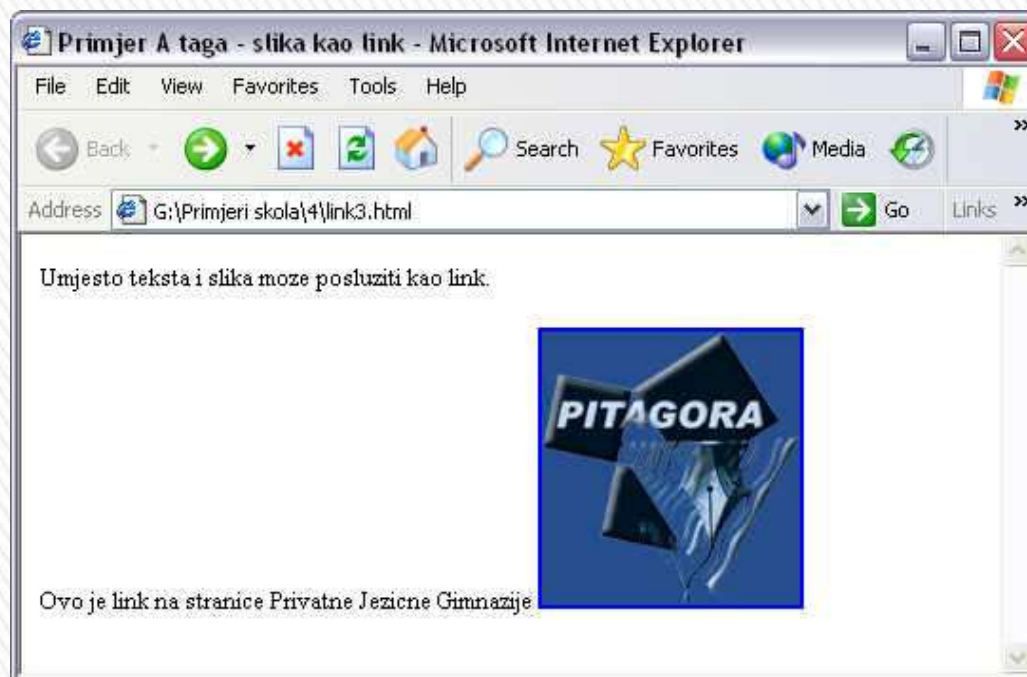 Primjer A taga - slika kao link - Microsoft Internet Explorer
File Edit View Favorites Tools Help
Back Search Favorites Media »
Address G:\Primjeri skola\4\link3.html Go Links »
Umjesto teksta i slika moze posluziti kao link.
PITAGORA
Ovo je link na stranice Privatne Jezicne Gimnazije